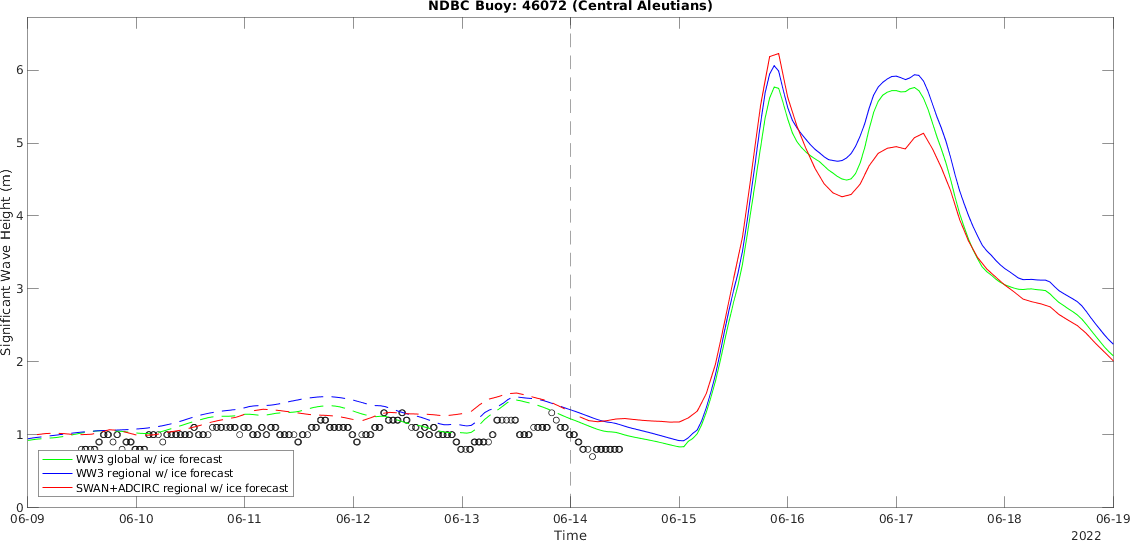 NDBC Buoy: 46072 (Central Aleutians)
Significant Wave Height (m)
6
5
4
3
2
1
0
WW3 global w/ ice forecast
WW3 regional w/ ice forecast
SWAN+ADCIRC regional w/ ice forecast
06-09 06-10 06-11 06-12 06-13 06-14 06-15 06-16 06-17 06-18 06-19
Time
2022